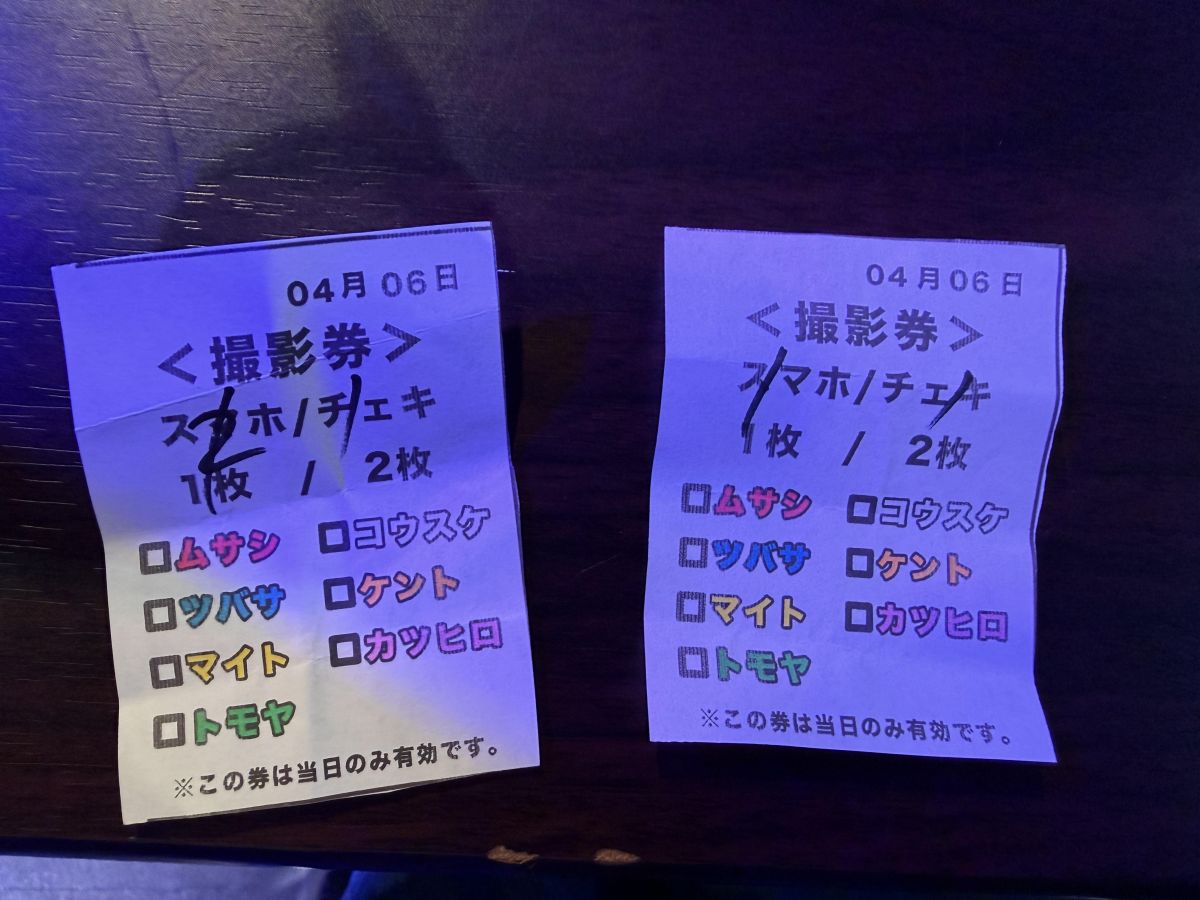 04月 06日
＜撮影券＞
スマホ/チェキ
2 1
1枚 / 2枚
□ムサシ □コウスケ
□ツバサ □ケント
□マイト □カツヒロ
□トモヤ
※この券は当日のみ有効です。
04月06日
＜撮影券＞
スマホ/チェキ
1枚 / 2枚
□ムサシ □コウスケ
□ツバサ □ケント
□マイト □カツヒロ
□トモヤ
※この券は当日のみ有効です。